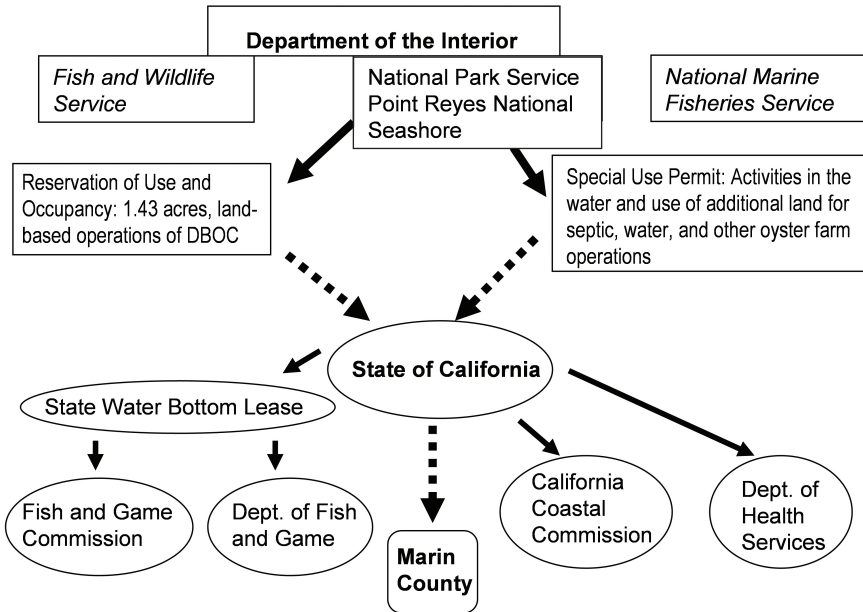 Department of the Interior
Fish and Wildlife
Service
National Park Service
Point Reyes National
Seashore
National Marine
Fisheries Service
Reservation of Use and
Occupancy: 1.43 acres, land-
based operations of DBOC
Special Use Permit: Activities in the
water and use of additional land for
septic, water, and other oyster farm
operations
State of California
State Water Bottom Lease
Fish and Game
Commission
Dept. of Fish
and Game
Marin
County
California
Coastal
Commission
Dept. of
Health
Services